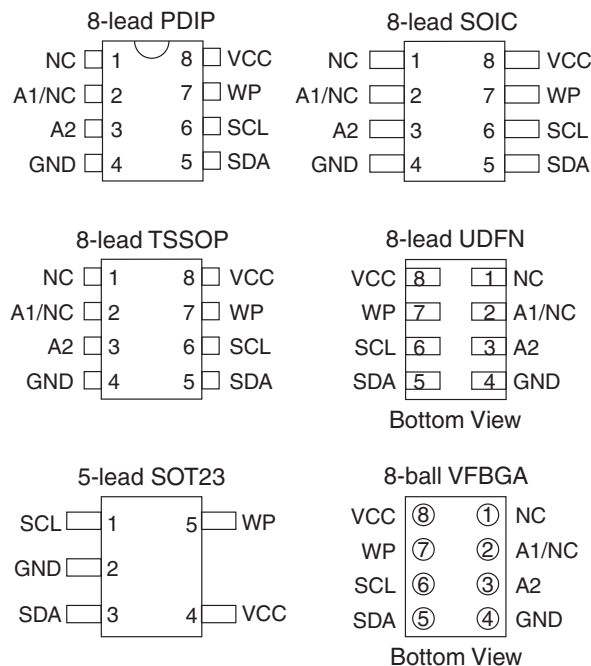 8-lead PDIP
NC 1 8 VCC
A1/NC 2 7 WP
A2 3 6 SCL
GND 4 5 SDA
8-lead SOIC
NC 1 8 VCC
A1/NC 2 7 WP
A2 3 6 SCL
GND 4 5 SDA
8-lead TSSOP
NC 1 8 VCC
A1/NC 2 7 WP
A2 3 6 SCL
GND 4 5 SDA
8-lead UDFN
VCC 8 1 NC
WP 7 2 A1/NC
SCL 6 3 A2
SDA 5 4 GND
Bottom View
5-lead SOT23
SCL 1 5 WP
GND 2
SDA 3 4 VCC
8-ball VFBGA
VCC 8 1 NC
WP 7 2 A1/NC
SCL 6 3 A2
SDA 5 4 GND
Bottom View